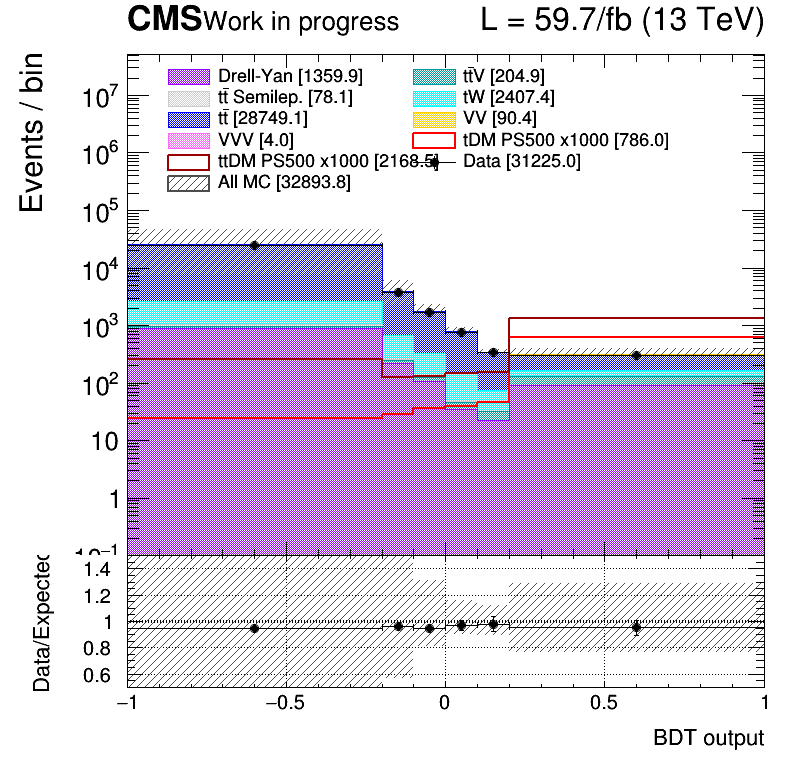 CMS Work in progress L = 59.7/fb (13 TeV)
Drell-Yan [1359.9] tt̄V [204.9]
tt̄ Semilep. [78.1] tW [2407.4]
tt̄ [28749.1] VV [90.4]
VVV [4.0] tDM PS500 x1000 [786.0]
ttDM PS500 x1000 [2168.5] Data [31225.0]
All MC [32893.8]
Events / bin
10⁷
10⁶
10⁵
10⁴
10³
10²
10
1
10⁻¹
Data/Expected
1.4
1.2
1
0.8
0.6
−1 −0.5 0 0.5 1
BDT output